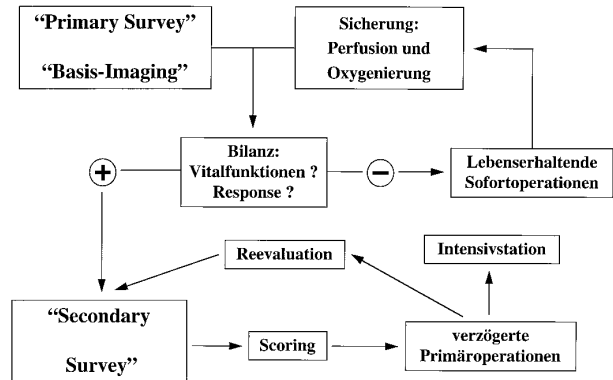 “Primary Survey”
“Basis-Imaging”
Sicherung:
Perfusion und
Oxygenierung
Bilanz:
Vitalfunktionen ?
Response ?
+
−
Lebenserhaltende
Sofortoperationen
Reevaluation
Intensivstation
“Secondary
Survey”
Scoring
verzögerte
Primäroperationen